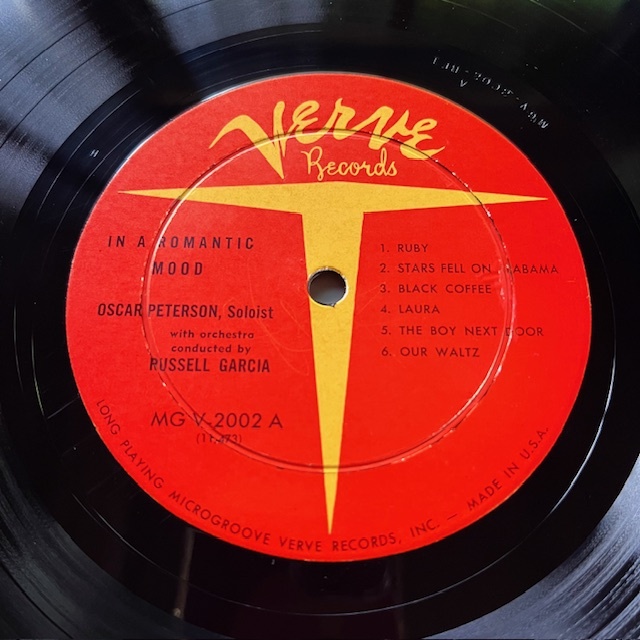 Verve
Records
IN A ROMANTIC
MOOD
OSCAR PETERSON, Soloist
with orchestra
conducted by
RUSSELL GARCIA
MG V-2002 A
1. RUBY
2. STARS FELL ON ALABAMA
3. BLACK COFFEE
4. LAURA
5. THE BOY NEXT DOOR
6. OUR WALTZ
LONG PLAYING MICROGROOVE VERVE RECORDS, INC. — MADE IN U.S.A.